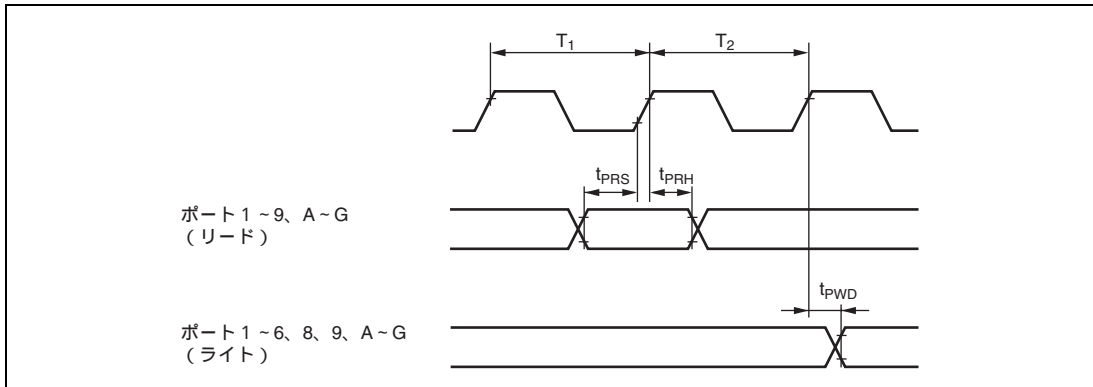 T1 T2
tPRS tPRH
ポート1~9、A~G
(リード)
tPWD
ポート1~6、8、9、A~G
(ライト)